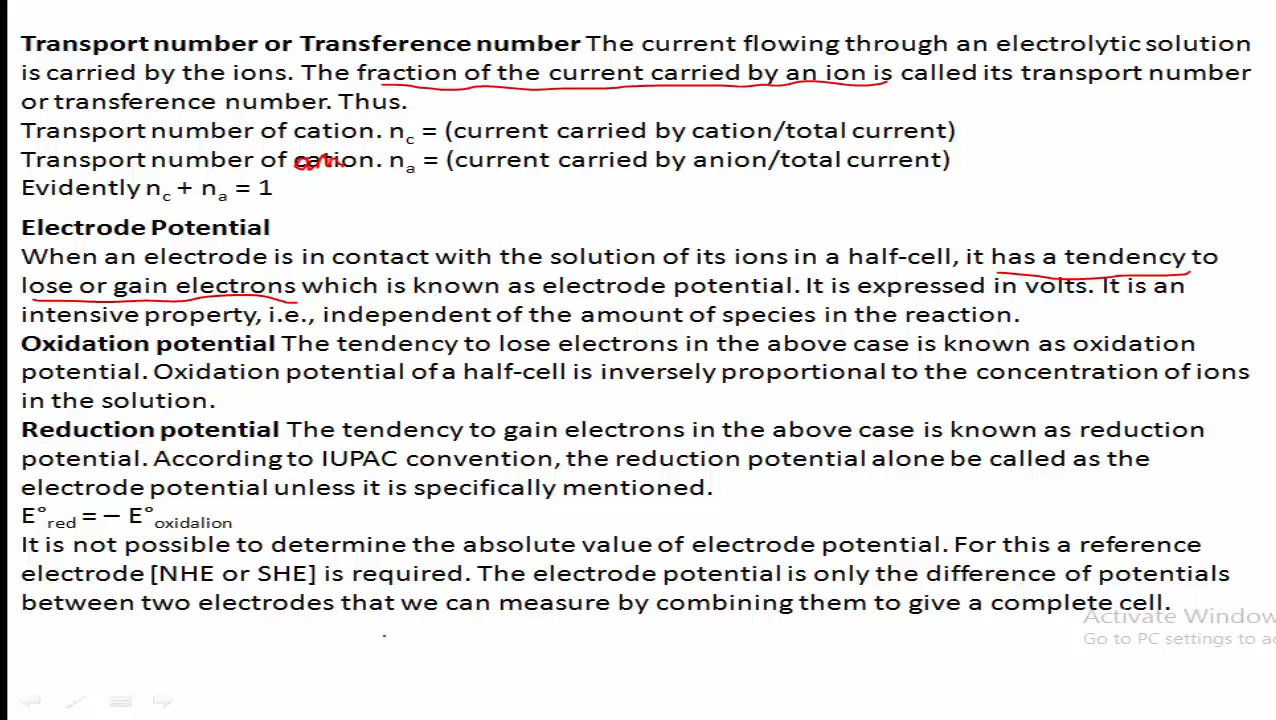 Transport number or Transference number The current flowing through an electrolytic solution
is carried by the ions. The fraction of the current carried by an ion is called its transport number
or transference number. Thus.
Transport number of cation. nc = (current carried by cation/total current)
Transport number of cation. na = (current carried by anion/total current)
an
Evidently nc + na = 1
Electrode Potential
When an electrode is in contact with the solution of its ions in a half-cell, it has a tendency to
lose or gain electrons which is known as electrode potential. It is expressed in volts. It is an
intensive property, i.e., independent of the amount of species in the reaction.
Oxidation potential The tendency to lose electrons in the above case is known as oxidation
potential. Oxidation potential of a half-cell is inversely proportional to the concentration of ions
in the solution.
Reduction potential The tendency to gain electrons in the above case is known as reduction
potential. According to IUPAC convention, the reduction potential alone be called as the
electrode potential unless it is specifically mentioned.
E°red = – E°oxidalion
It is not possible to determine the absolute value of electrode potential. For this a reference
electrode [NHE or SHE] is required. The electrode potential is only the difference of potentials
between two electrodes that we can measure by combining them to give a complete cell.
Activate Window
Go to PC settings to ac